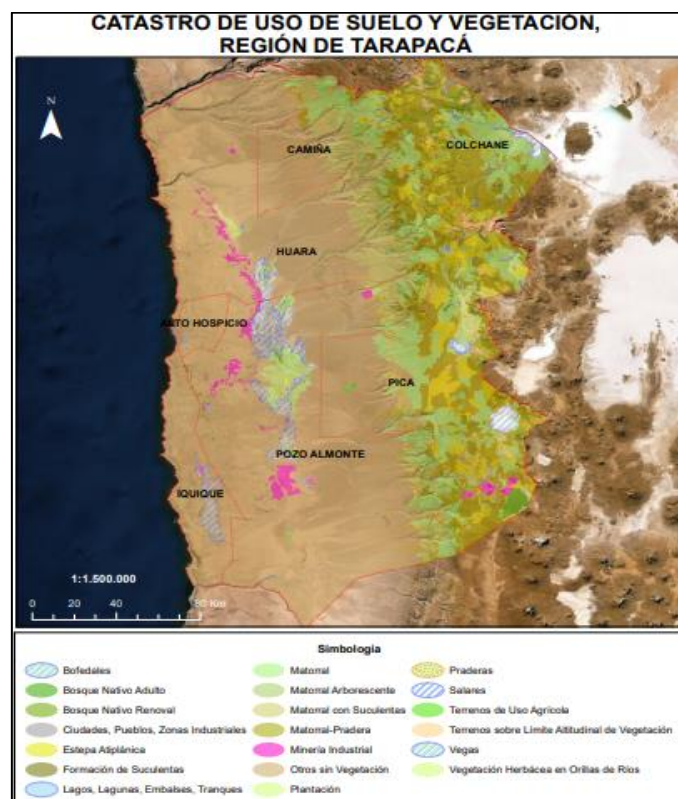 CATASTRO DE USO DE SUELO Y VEGETACIÓN,
REGIÓN DE TARAPACÁ
N
CAMIÑA
COLCHANE
HUARA
ALTO HOSPICIO
PICA
POZO ALMONTE
IQUIQUE
1:1.500.000
0 20 40 80 Km
Simbología
Bofedales
Bosque Nativo Adulto
Bosque Nativo Renoval
Ciudades, Pueblos, Zonas Industriales
Estepa Atiplánica
Formación de Suculentas
Lagos, Lagunas, Embalses, Tranques
Matorral
Matorral Arborescente
Matorral con Suculentas
Matorral-Pradera
Minería Industrial
Otros sin Vegetación
Plantación
Praderas
Salares
Terrenos de Uso Agrícola
Terrenos sobre Límite Altitudinal de Vegetación
Vegas
Vegetación Herbácea en Orillas de Ríos